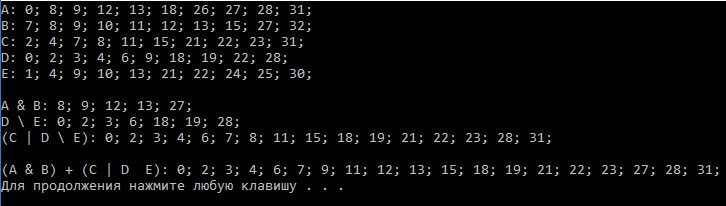 A: 0; 8; 9; 12; 13; 18; 26; 27; 28; 31;
B: 7; 8; 9; 10; 11; 12; 13; 15; 27; 32;
C: 2; 4; 7; 8; 11; 15; 21; 22; 23; 31;
D: 0; 2; 3; 4; 6; 9; 18; 19; 22; 28;
E: 1; 4; 9; 10; 13; 21; 22; 24; 25; 30;
A & B: 8; 9; 12; 13; 27;
D \ E: 0; 2; 3; 6; 18; 19; 28;
(C | D \ E): 0; 2; 3; 4; 6; 7; 8; 11; 15; 18; 19; 21; 22; 23; 28; 31;
(A & B) + (C | D  E): 0; 2; 3; 4; 6; 7; 9; 11; 12; 13; 15; 18; 19; 21; 22; 23; 27; 28; 31;
Для продолжения нажмите любую клавишу . . .